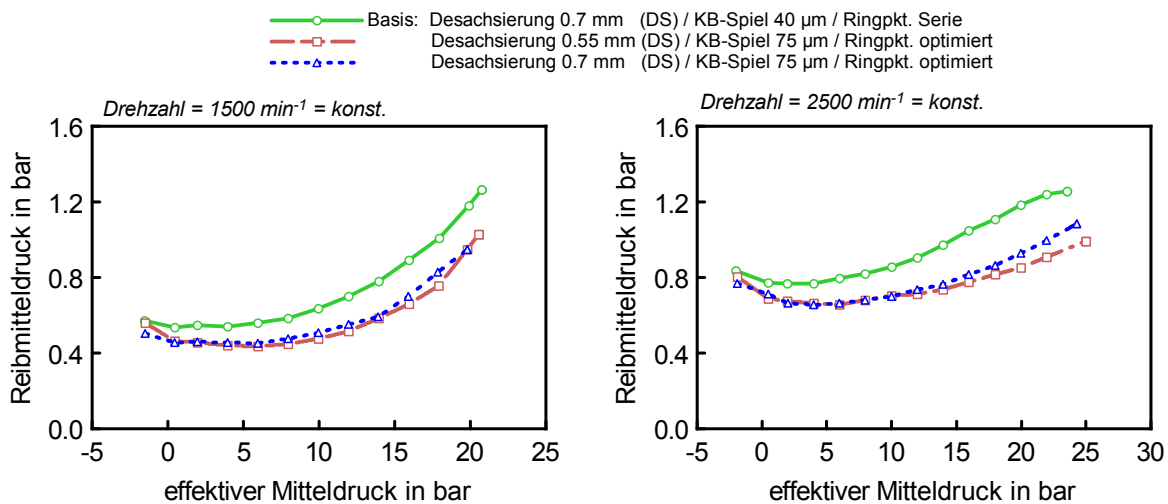 Basis: Desachsierung 0.7 mm (DS) / KB-Spiel 40 µm / Ringpkt. Serie
Desachsierung 0.55 mm (DS) / KB-Spiel 75 µm / Ringpkt. optimiert
Desachsierung 0.7 mm (DS) / KB-Spiel 75 µm / Ringpkt. optimiert
Drehzahl = 1500 min⁻¹ = konst.
1.6
1.2
0.8
0.4
0.0
-5 0 5 10 15 20 25
Reibmitteldruck in bar
effektiver Mitteldruck in bar
Drehzahl = 2500 min⁻¹ = konst.
1.6
1.2
0.8
0.4
0.0
-5 0 5 10 15 20 25 30
Reibmitteldruck in bar
effektiver Mitteldruck in bar